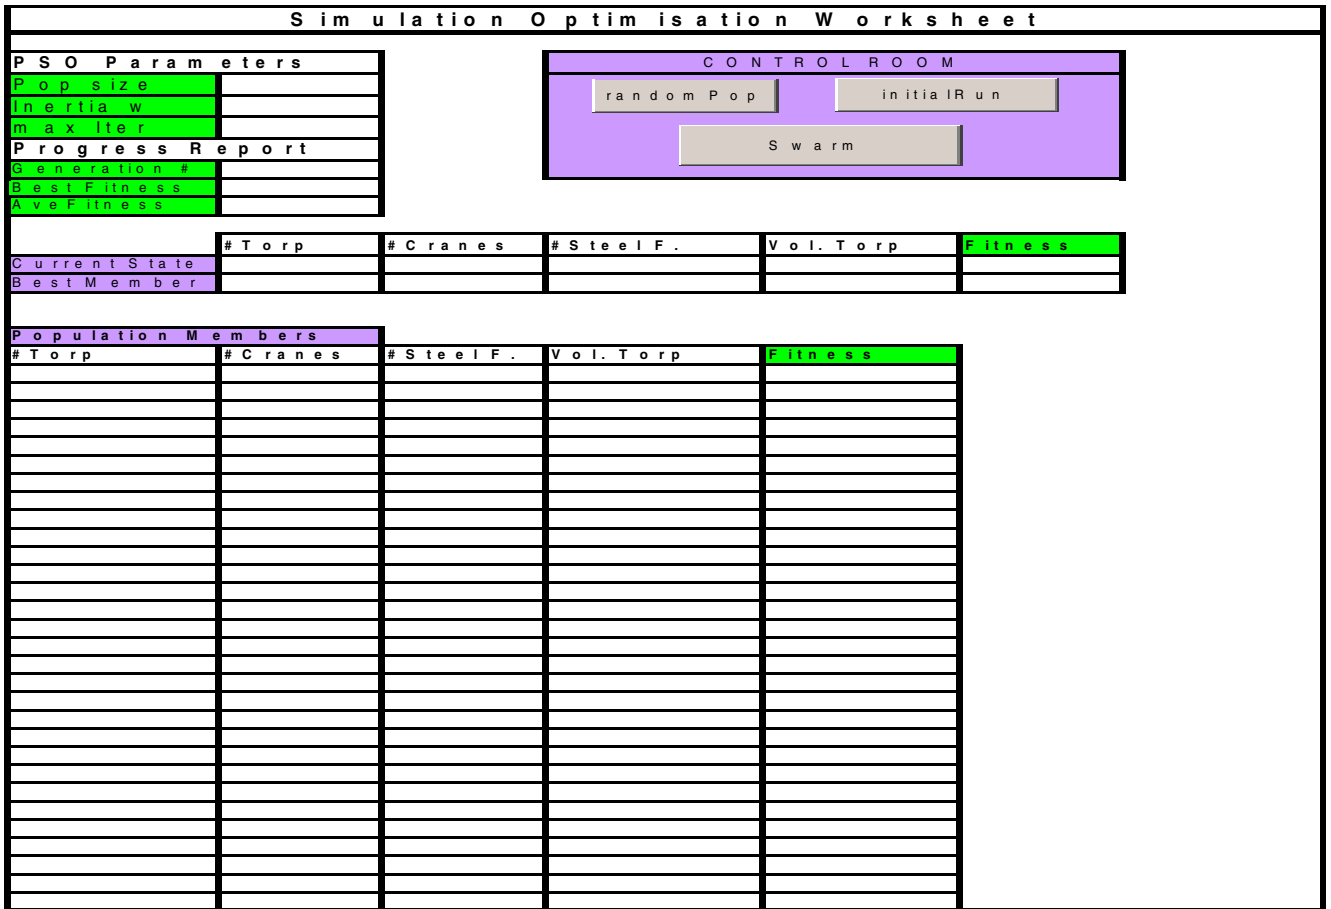 Simulation Optimisation Worksheet
PSO Parameters
Pop size
Inertia w
max Iter
Progress Report
Generation #
Best Fitness
AveFitness
CONTROL ROOM
randomPop
initialRun
Swarm
#Torp #Cranes #SteelF. Vol.Torp Fitness
Current State
Best Member
Population Members
#Torp #Cranes #SteelF. Vol.Torp Fitness